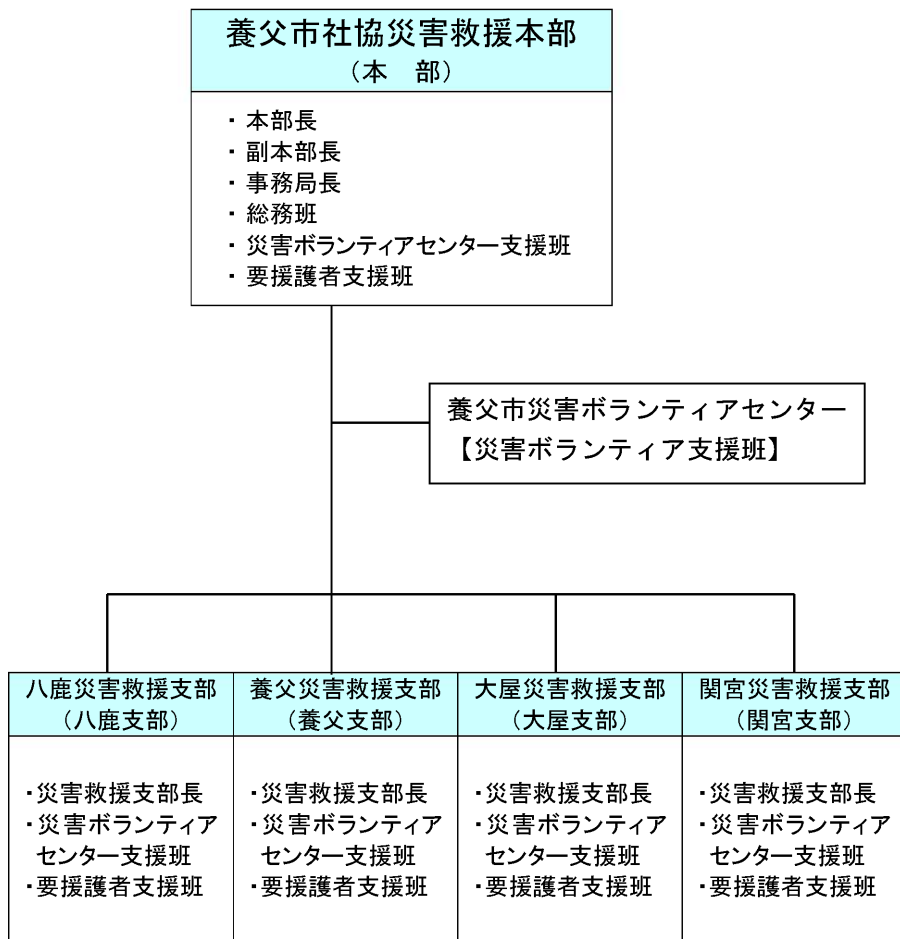 養父市社協災害救援本部
（本　部）
・本部長
・副本部長
・事務局長
・総務班
・災害ボランティアセンター支援班
・要援護者支援班
養父市災害ボランティアセンター
【災害ボランティア支援班】
八鹿災害救援支部
（八鹿支部）
・災害救援支部長
・災害ボランティア
センター支援班
・要援護者支援班
養父災害救援支部
（養父支部）
・災害救援支部長
・災害ボランティア
センター支援班
・要援護者支援班
大屋災害救援支部
（大屋支部）
・災害救援支部長
・災害ボランティア
センター支援班
・要援護者支援班
関宮災害救援支部
（関宮支部）
・災害救援支部長
・災害ボランティア
センター支援班
・要援護者支援班